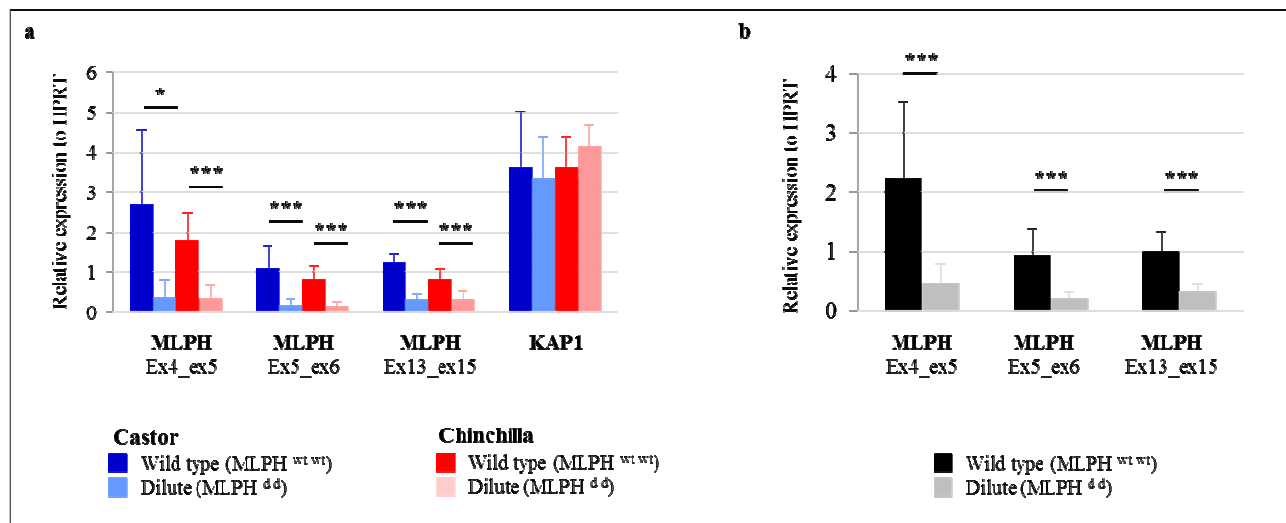 a
b
Relative expression to HPRT
6
5
4
3
2
1
0
*
***
***
***
***
***
MLPH
Ex4_ex5
MLPH
Ex5_ex6
MLPH
Ex13_ex15
KAP1
Castor
Wild type (MLPH wt wt)
Dilute (MLPH d d)
Chinchilla
Wild type (MLPH wt wt)
Dilute (MLPH d d)
Relative expression to HPRT
4
3
2
1
0
***
***
***
MLPH
Ex4_ex5
MLPH
Ex5_ex6
MLPH
Ex13_ex15
Wild type (MLPH wt wt)
Dilute (MLPH d d)